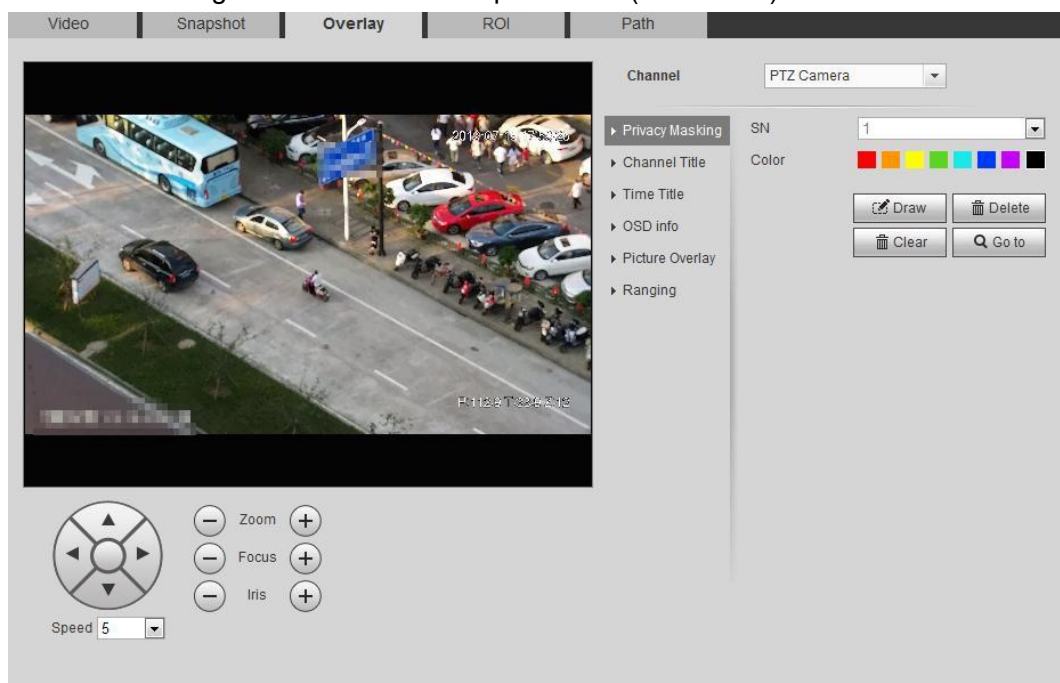 Video Snapshot Overlay ROI Path
Channel PTZ Camera
Privacy Masking
Channel Title
Time Title
OSD info
Picture Overlay
Ranging
SN 1
Color
Draw Delete
Clear Go to
Zoom
Focus
Iris
Speed 5